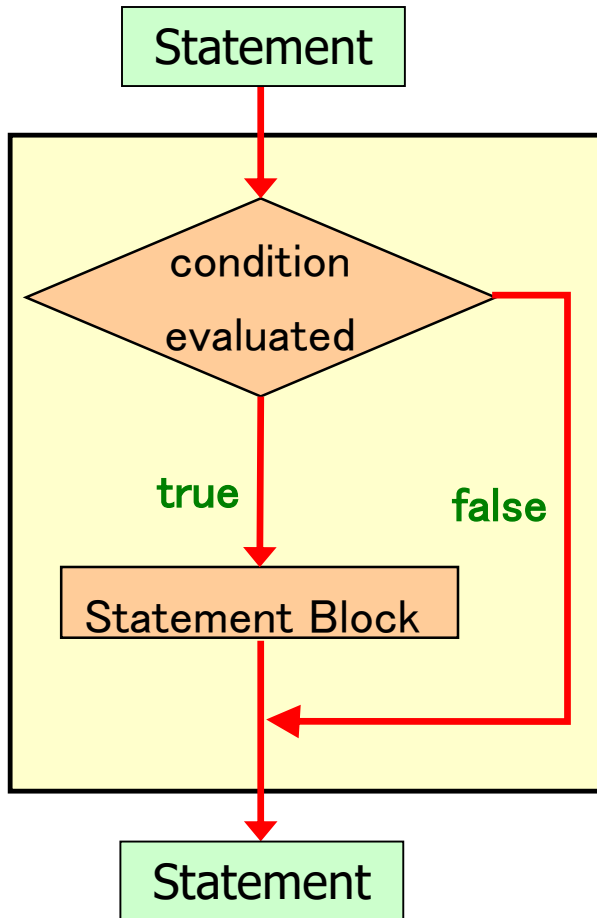 Statement
condition
evaluated
true
false
Statement Block
Statement